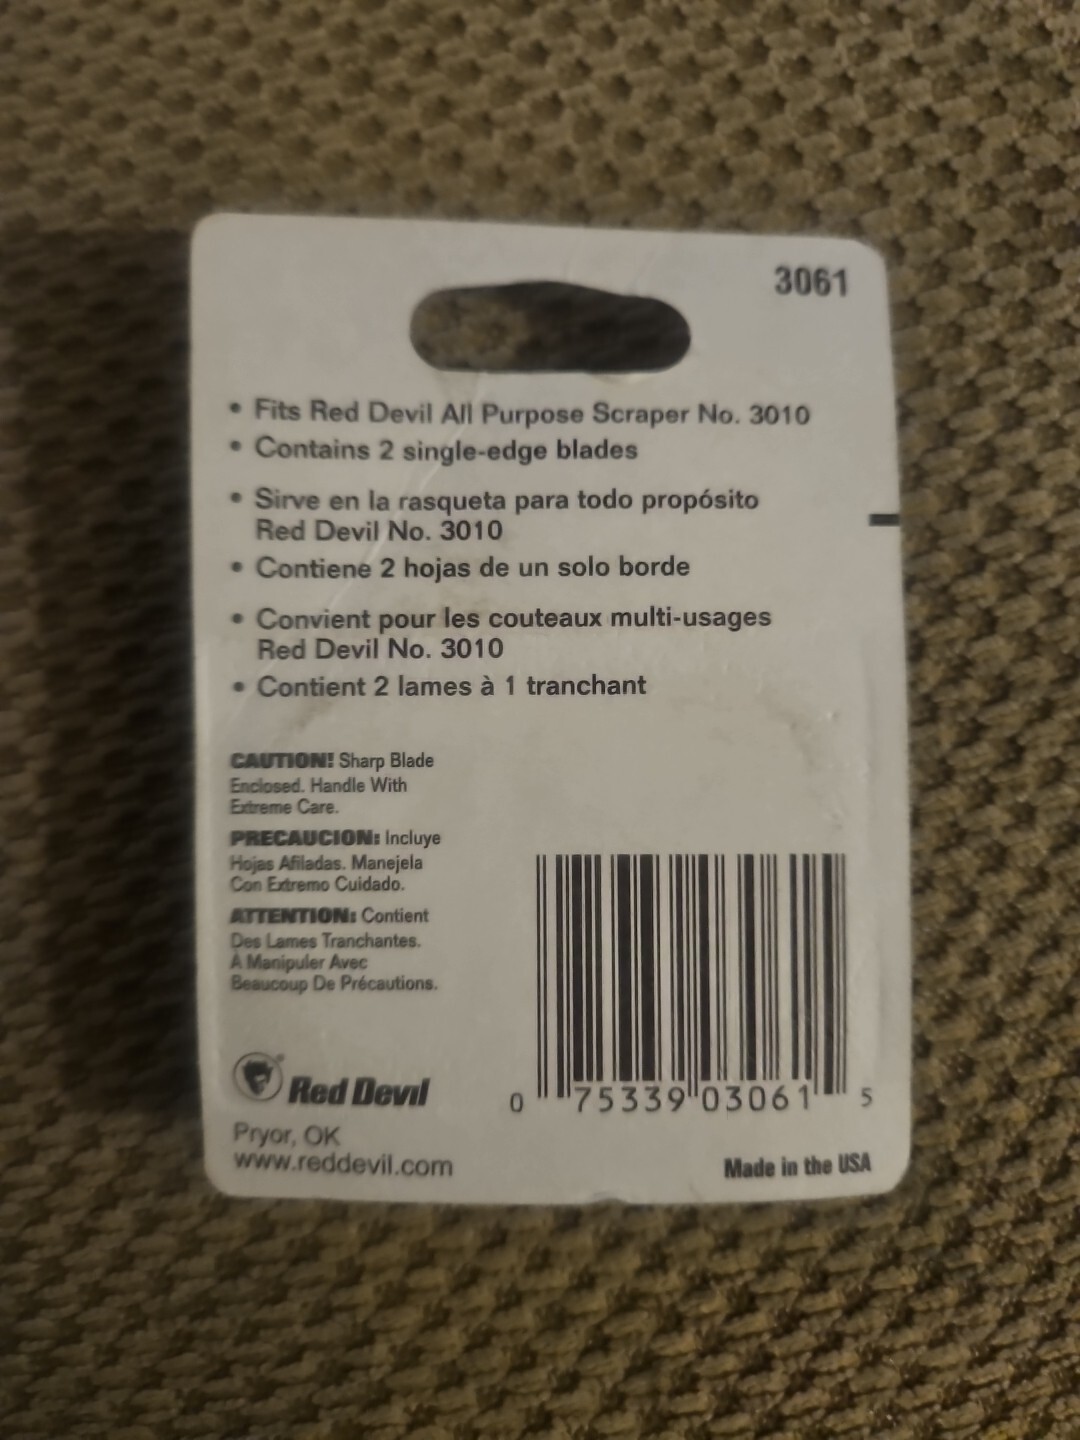 3061
• Fits Red Devil All Purpose Scraper No. 3010
• Contains 2 single-edge blades
• Sirve en la rasqueta para todo propósito
Red Devil No. 3010
• Contiene 2 hojas de un solo borde
• Convient pour les couteaux multi-usages
Red Devil No. 3010
• Contient 2 lames à 1 tranchant
CAUTION! Sharp Blade
Enclosed. Handle With
Extreme Care.
PRECAUCION: Incluye
Hojas Afiladas. Manejela
Con Extremo Cuidado.
ATTENTION: Contient
Des Lames Tranchantes.
À Manipuler Avec
Beaucoup De Précautions.
® Red Devil
Pryor, OK
www.reddevil.com
0 75339 03061 5
Made in the USA